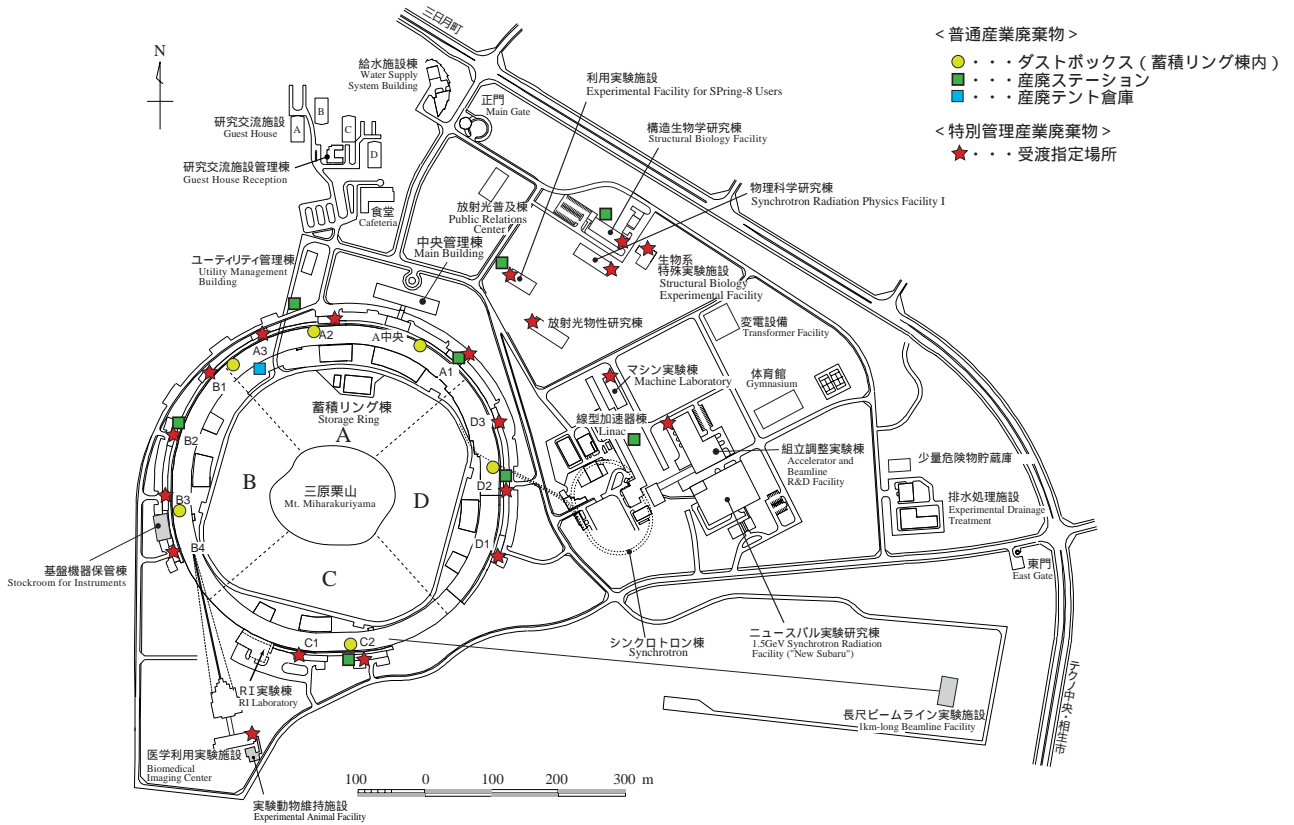 三日月町
<普通産業廃棄物>
・・・ダストボックス(蓄積リング棟内)
・・・産廃ステーション
・・・産廃テント倉庫
<特別管理産業廃棄物>
・・・受渡指定場所
N
給水施設棟
Water Supply
System Building
正門
Main Gate
利用実験施設
Experimental Facility for SPring-8 Users
構造生物学研究棟
Structural Biology Facility
物理科学研究棟
Synchrotron Radiation Physics Facility I
研究交流施設
Guest House
A
B
C
D
研究交流施設管理棟
Guest House Reception
食堂
Cafeteria
放射光普及棟
Public Relations
Center
中央管理棟
Main Building
ユーティリティ管理棟
Utility Management
Building
生物系
特殊実験施設
Structural Biology
Experimental Facility
放射光物性研究棟
変電設備
Transformer Facility
体育館
Gymnasium
マシン実験棟
Machine Laboratory
線型加速器棟
Linac
組立調整実験棟
Accelerator and
Beamline
R&D Facility
少量危険物貯蔵庫
排水処理施設
Experimental Drainage
Treatment
東門
East Gate
A2
A中央
A3
A1
B1
B2
B3
B4
C1
C2
D3
D2
D1
蓄積リング棟
Storage Ring
A
B
C
D
三原栗山
Mt. Miharakuriyama
基盤機器保管棟
Stockroom for Instruments
シンクロトロン棟
Synchrotron
ニュースバル実験研究棟
1.5GeV Synchrotron Radiation
Facility ("New Subaru")
RI実験棟
RI Laboratory
長尺ビームライン実験施設
1km-long Beamline Facility
テクノ中央・相生市
医学利用実験施設
Biomedical
Imaging Center
実験動物維持施設
Experimental Animal Facility
100 0 100 200 300 m